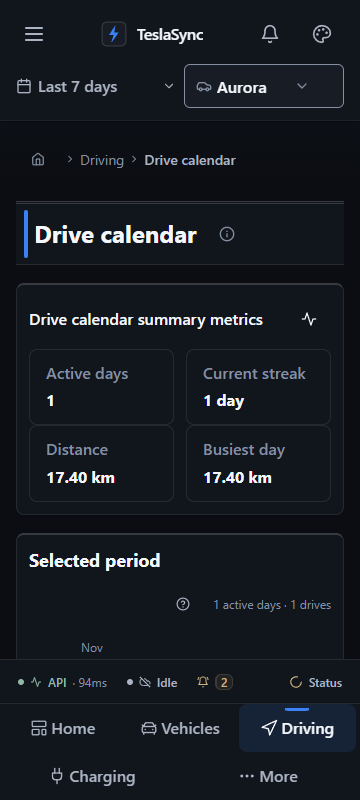 TeslaSync
Last 7 days
Aurora
Driving
Drive calendar
Drive calendar
Drive calendar summary metrics
Active days
1
Current streak
1 day
Distance
17.40 km
Busiest day
17.40 km
Selected period
1 active days · 1 drives
Nov
API · 94ms
Idle
2
Status
Home
Vehicles
Driving
Charging
More